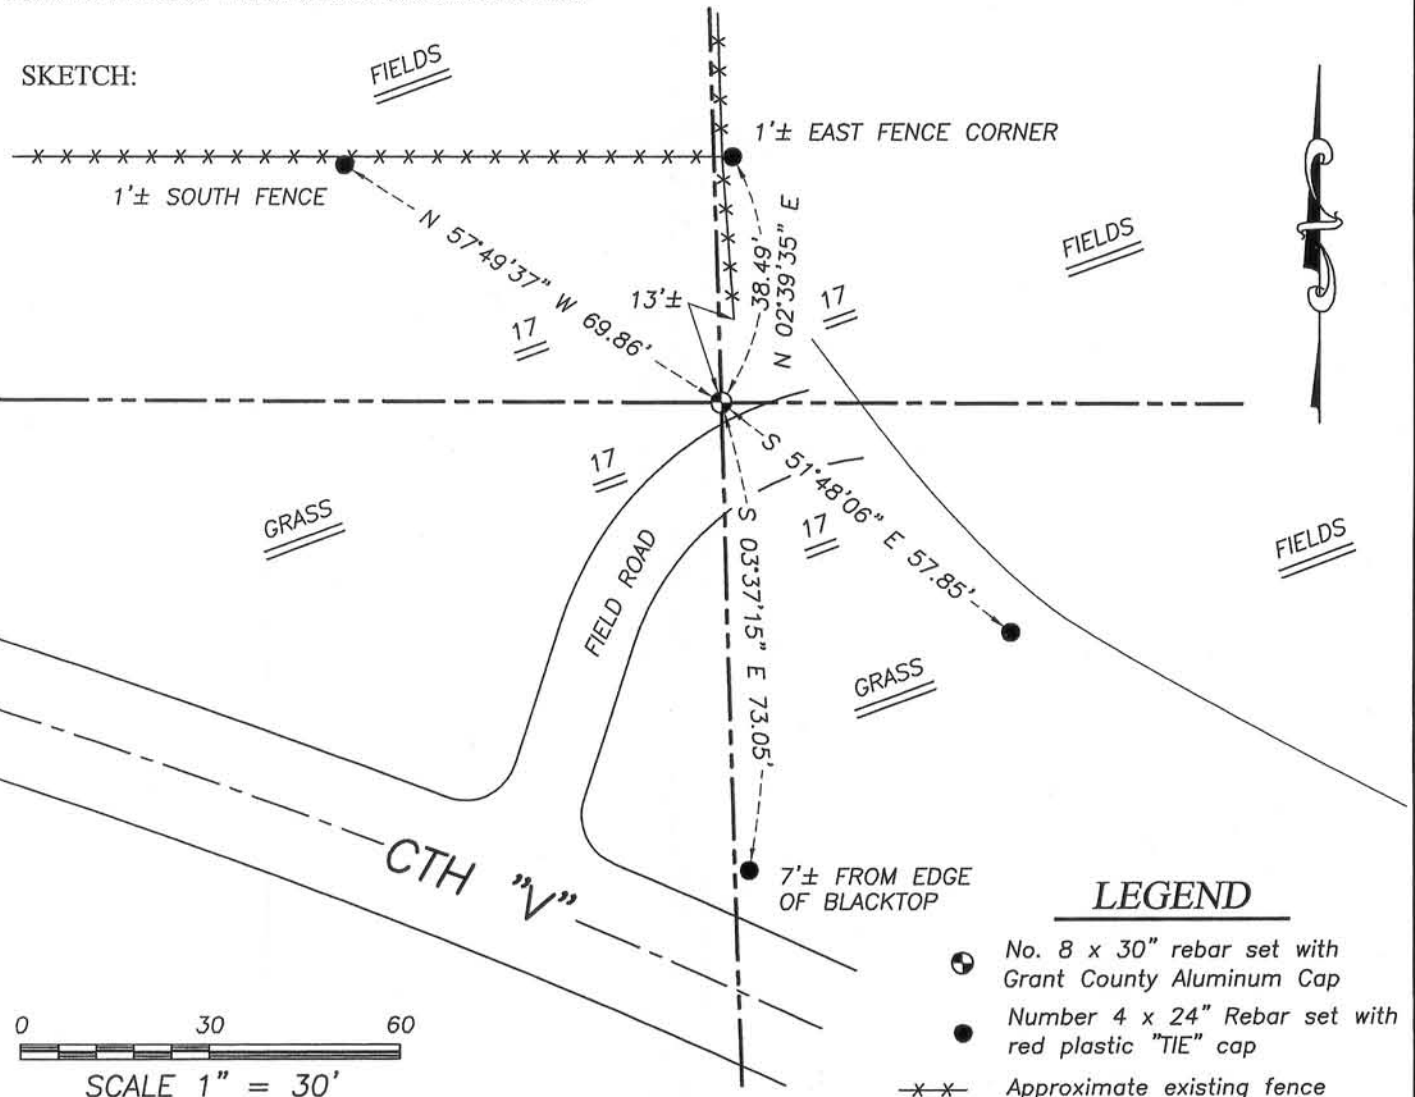 SKETCH:
FIELDS
1'± EAST FENCE CORNER
1'± SOUTH FENCE
N 57°49'37" W 69.86'
38.49'
N 02°39'35" E
FIELDS
13'±
17
17
17
17
S 51°48'06" E 57.85'
GRASS
FIELD ROAD
S 03°37'15" E 73.05'
FIELDS
GRASS
CTH "V"
7'± FROM EDGE
OF BLACKTOP
LEGEND
No. 8 x 30" rebar set with
Grant County Aluminum Cap
Number 4 x 24" Rebar set with
red plastic "TIE" cap
Approximate existing fence
0 30 60
SCALE 1" = 30'